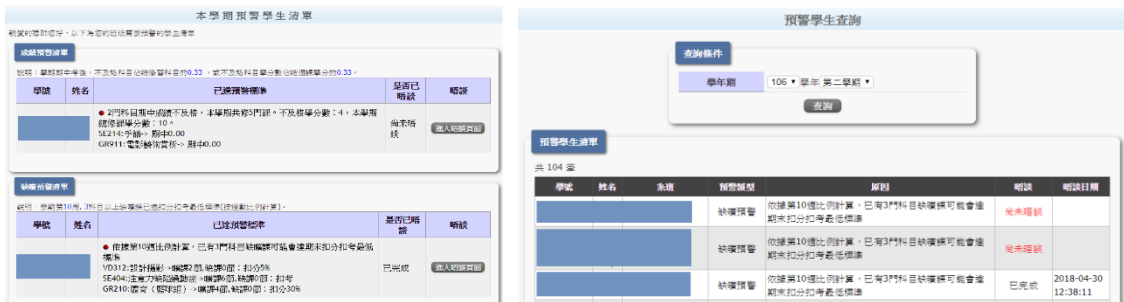 本學期預警學生清單
親愛的導師您好，以下為您的班級需要預警的學生清單
成績預警清單
說明：學期期中考後，不及格科目佔總修習科目的0.33 ，或不及格科目學分數佔總選課學分的0.33。
學號 姓名 已達預警標準 是否已晤談 晤談
● 2門科目期中成績不及格，本學期共修5門課。不及格學分數：4，本學期
總修課學分數：10。
SE214:手語-> 期中0.00
GR911:電影藝術賞析-> 期中0.00
尚未晤談
進入晤談頁面
缺曠預警清單
說明：學期第10周, 3科目以上缺曠課已達扣分扣考最低標準(按週數比例計算)。
學號 姓名 已達預警標準 是否已晤談 晤談
● 依據第10週比例計算，已有3門科目缺曠課可能會達期末扣分扣考最低
標準
VD312:設計攝影->曠課2節,缺課0節：扣分5%
SE404:注意力缺陷過動症->曠課6節,缺課0節：扣考
GR210:體育（籃球組）->曠課4節,缺課0節：扣分30%
已完成
進入晤談頁面
預警學生查詢
查詢條件
學年期 106 學年 第二學期
查詢
預警學生清單
共 104 筆
學號 姓名 系班 預警類型 原因 晤談 晤談日期
缺曠預警 依據第10週比例計算，已有3門科目缺曠課可能會達 尚未晤談
期末扣分扣考最低標準
缺曠預警 依據第10週比例計算，已有3門科目缺曠課可能會達 尚未晤談
期末扣分扣考最低標準
缺曠預警 依據第10週比例計算，已有3門科目缺曠課可能會達 已完成 2018-04-30
期末扣分扣考最低標準 12:38:11